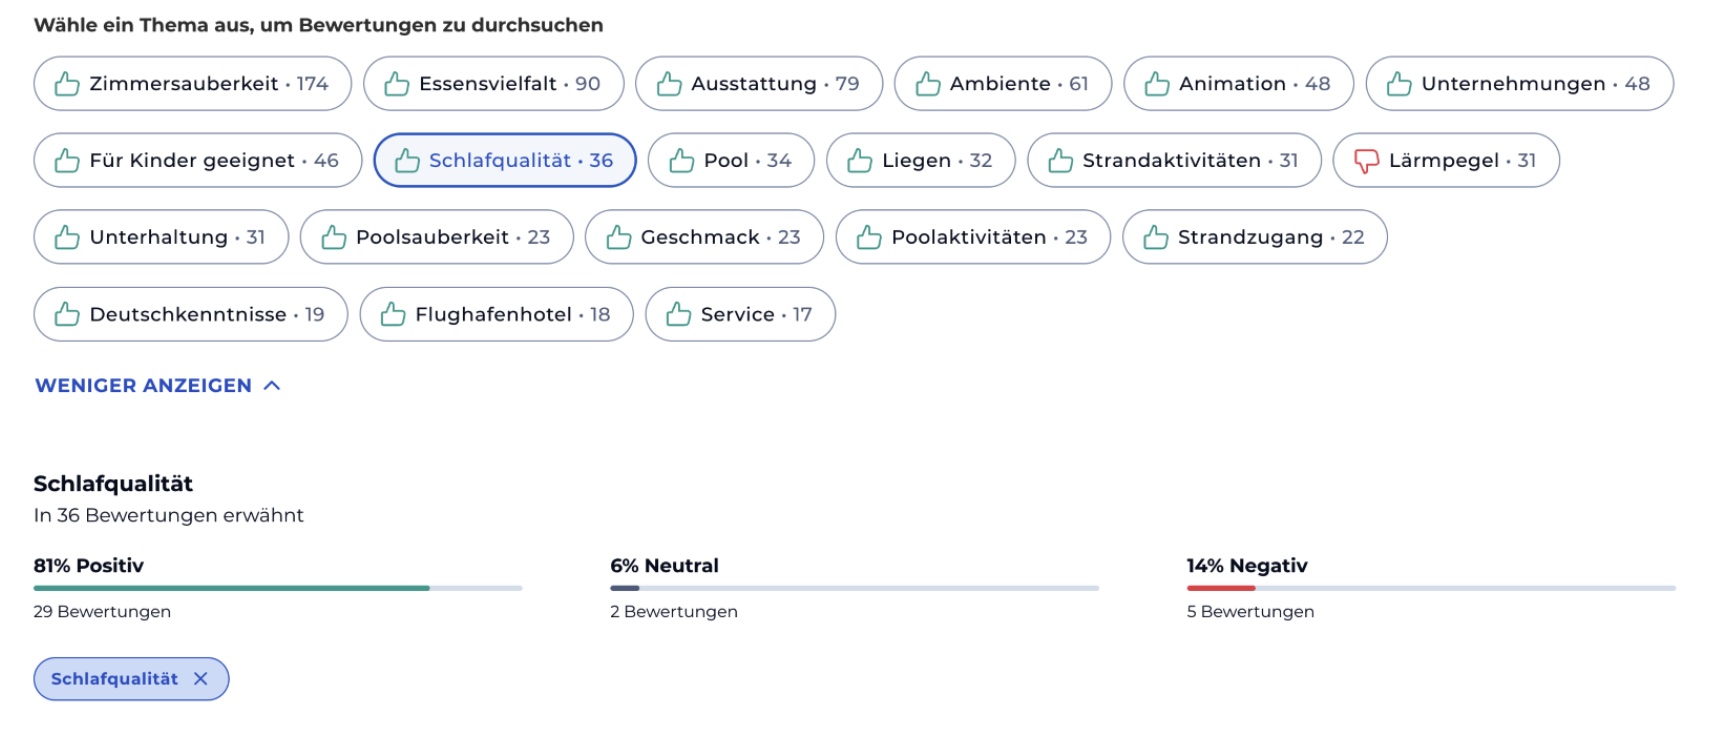 Wähle ein Thema aus, um Bewertungen zu durchsuchen
Zimmersauberkeit • 174 Essensvielfalt • 90 Ausstattung • 79 Ambiente • 61 Animation • 48 Unternehmungen • 48
Für Kinder geeignet • 46 Schlafqualität • 36 Pool • 34 Liegen • 32 Strandaktivitäten • 31 Lärmpegel • 31
Unterhaltung • 31 Poolsauberkeit • 23 Geschmack • 23 Poolaktivitäten • 23 Strandzugang • 22
Deutschkenntnisse • 19 Flughafenhotel • 18 Service • 17
WENIGER ANZEIGEN
Schlafqualität
In 36 Bewertungen erwähnt
81% Positiv 6% Neutral 14% Negativ
29 Bewertungen 2 Bewertungen 5 Bewertungen
Schlafqualität